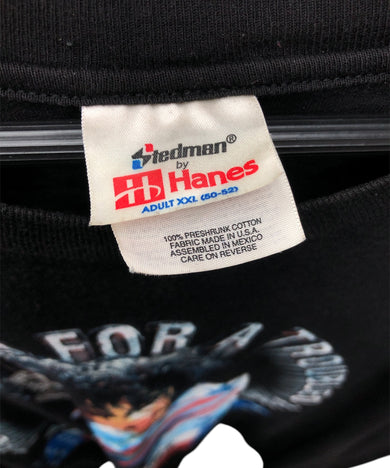 Stedman®
by
Hanes
ADULT XXL (50-52)
100% PRESHRUNK COTTON
FABRIC MADE IN U.S.A.
ASSEMBLED IN MEXICO
CARE ON REVERSE
FOR A